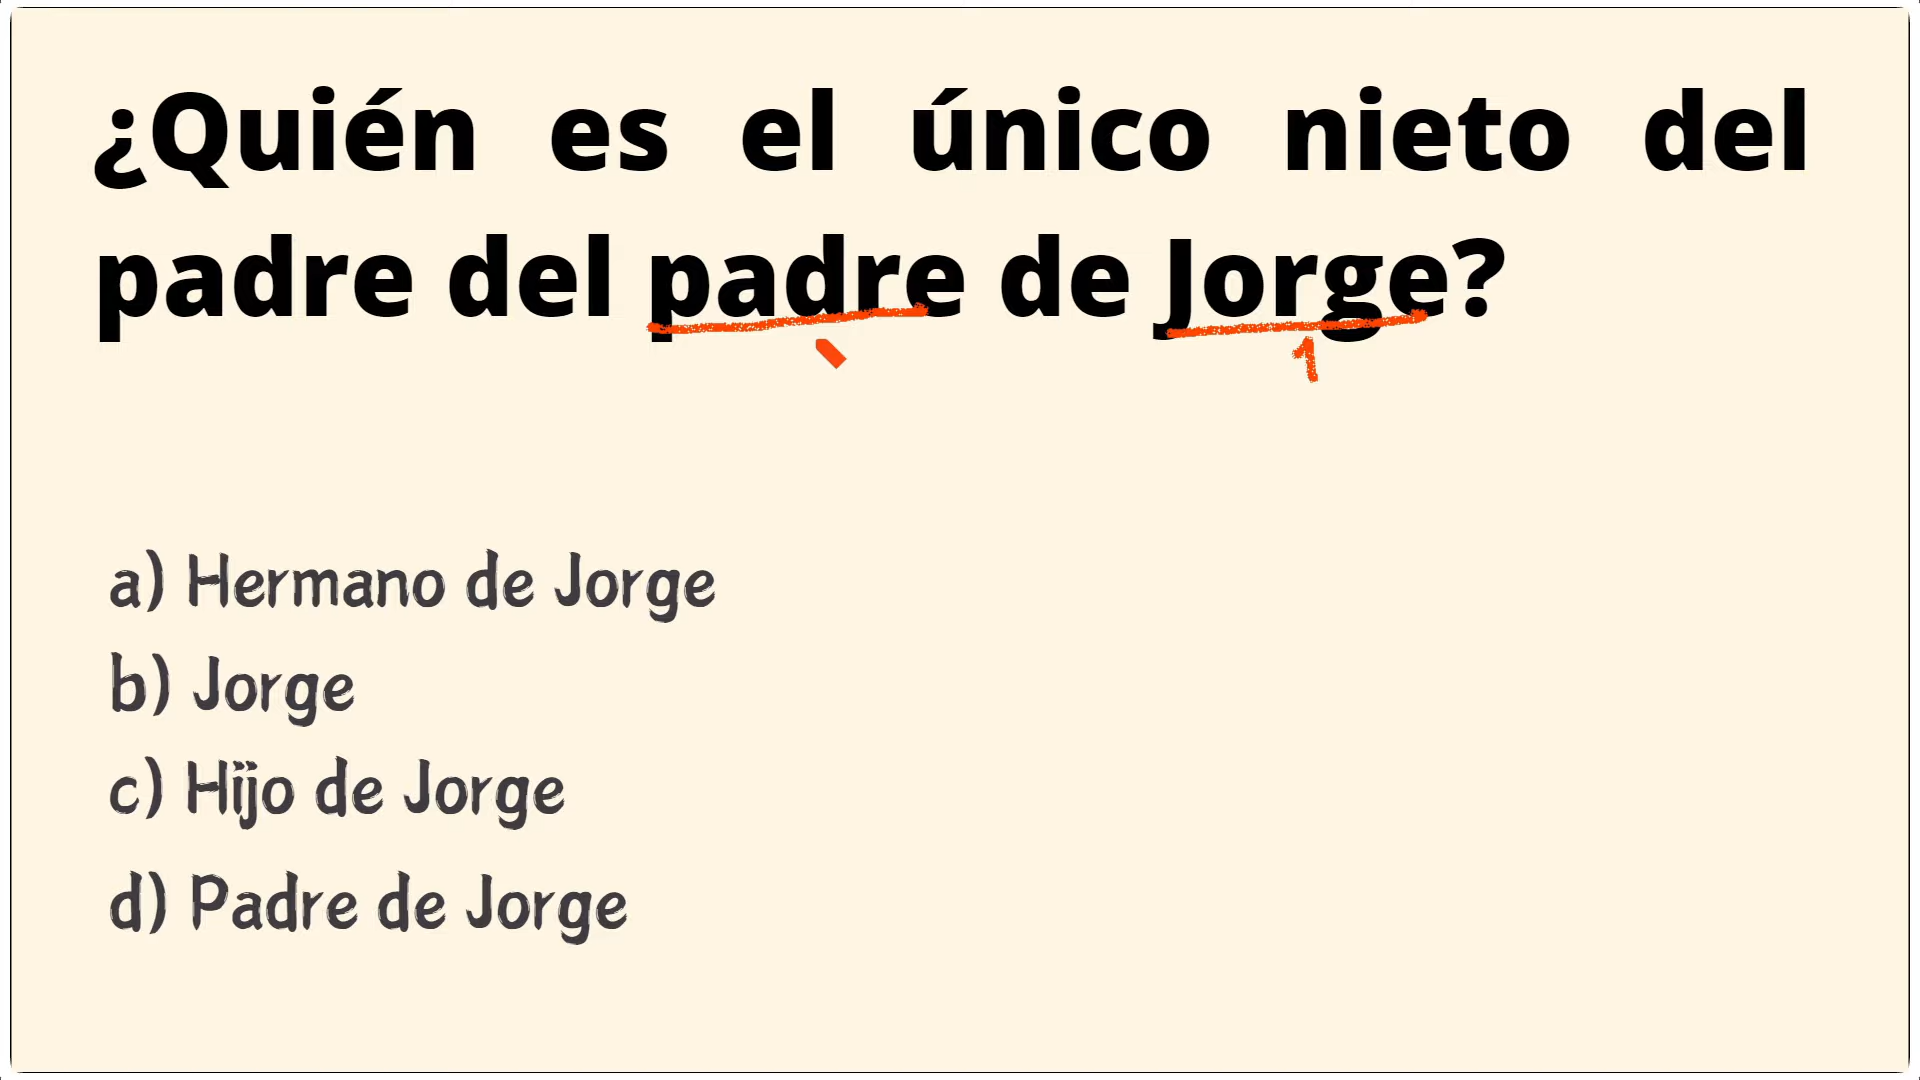 ¿Quién es el único nieto del
padre del padre de Jorge?
1
a) Hermano de Jorge
b) Jorge
c) Hijo de Jorge
d) Padre de Jorge